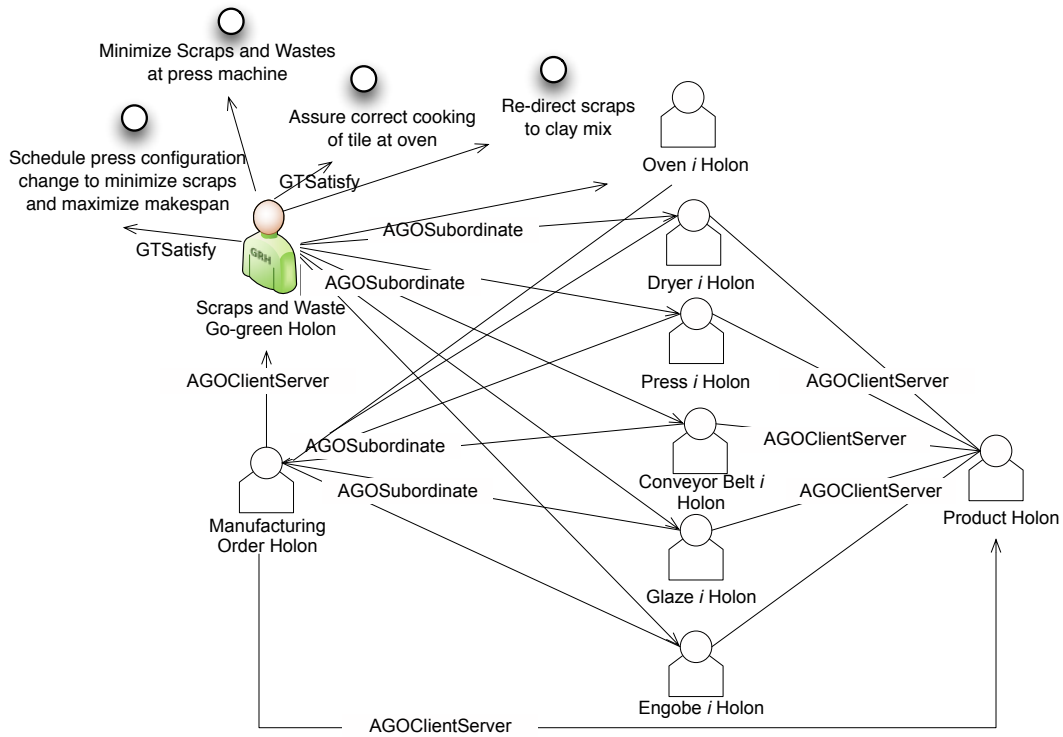 Minimize Scraps and Wastes
at press machine
Assure correct cooking
of tile at oven
Re-direct scraps
to clay mix
Schedule press configuration
change to minimize scraps
and maximize makespan
GTSatisfy
GTSatisfy
GRH
Scraps and Waste
Go-green Holon
AGOSubordinate
AGOSubordinate
Oven i Holon
Dryer i Holon
Press i Holon
AGOClientServer
AGOClientServer
AGOSubordinate
AGOClientServer
Conveyor Belt i
Holon
AGOSubordinate
AGOClientServer
Manufacturing
Order Holon
Product Holon
Glaze i Holon
Engobe i Holon
AGOClientServer